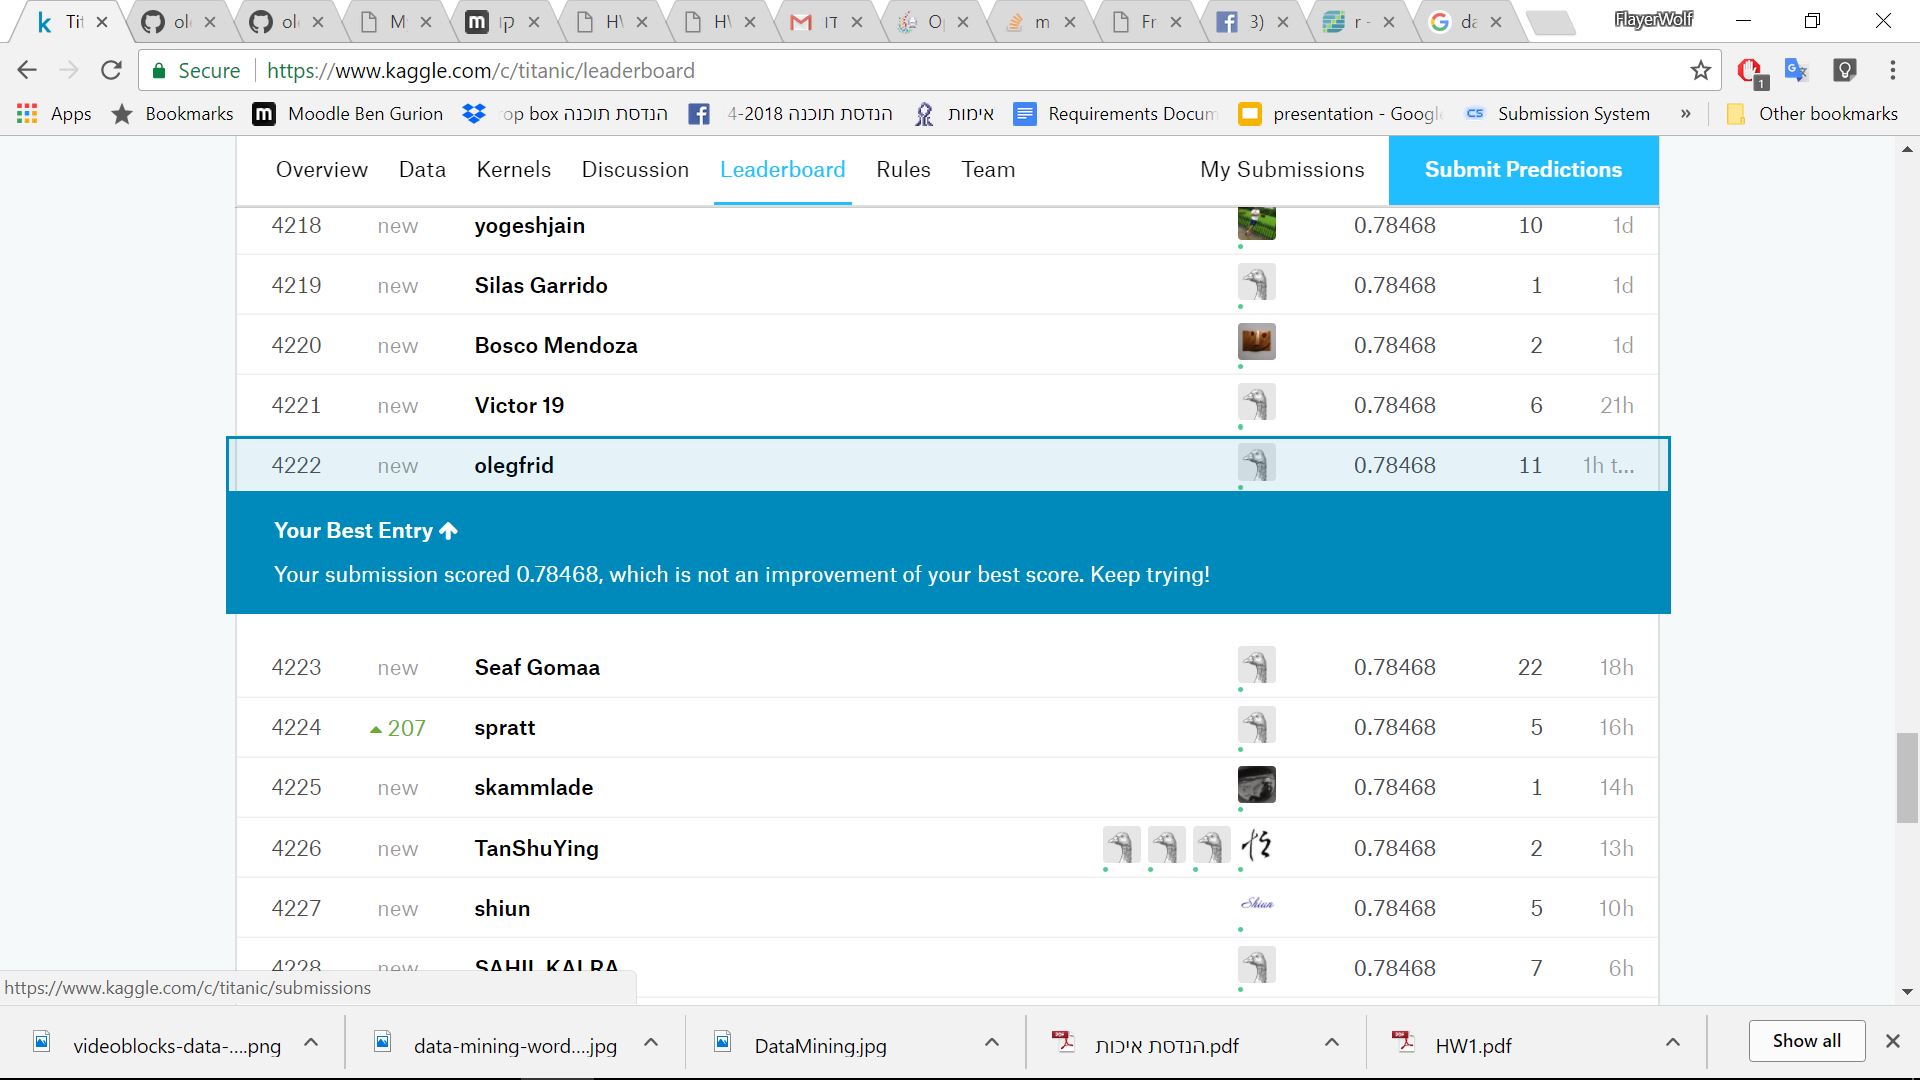 Tit
ol
ol
M
קו
H
H
דו
O
m
Fr
3)
r -
da
FlayerWolf
Secure https://www.kaggle.com/c/titanic/leaderboard
1
Apps Bookmarks Moodle Ben Gurion rop box הנדסת תוכנה 4-2018 הנדסת תוכנה אימות Requirements Docum presentation - Google Submission System » Other bookmarks
Overview Data Kernels Discussion Leaderboard Rules Team My Submissions Submit Predictions
4218 new yogeshjain 0.78468 10 1d
4219 new Silas Garrido 0.78468 1 1d
4220 new Bosco Mendoza 0.78468 2 1d
4221 new Victor 19 0.78468 6 21h
4222 new olegfrid 0.78468 11 1h t...
Your Best Entry
Your submission scored 0.78468, which is not an improvement of your best score. Keep trying!
4223 new Seaf Gomaa 0.78468 22 18h
4224 207 spratt 0.78468 5 16h
4225 new skammlade 0.78468 1 14h
4226 new TanShuYing 0.78468 2 13h
4227 new shiun Shiun 0.78468 5 10h
4228 new SAHIL KALRA 0.78468 7 6h
https://www.kaggle.com/c/titanic/submissions
videoblocks-data-....png data-mining-word....jpg DataMining.jpg הנדסת איכות.pdf HW1.pdf Show all